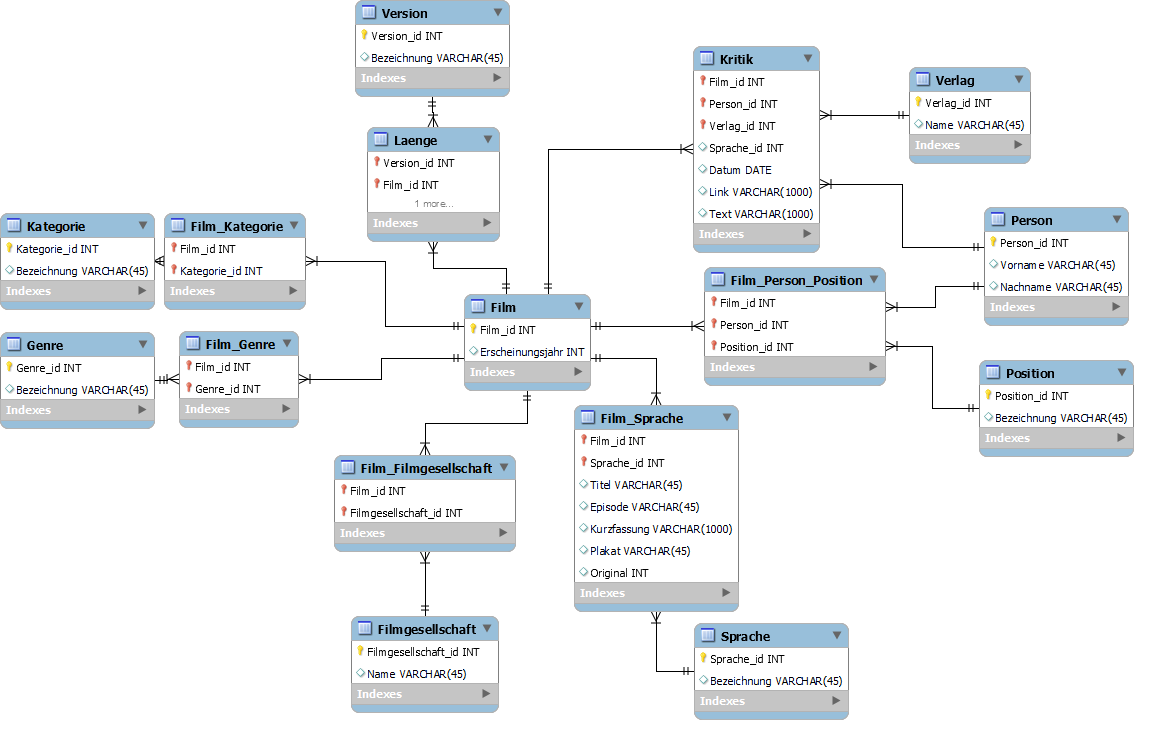 Version
Version_id INT
Bezeichnung VARCHAR(45)
Indexes
Laenge
Version_id INT
Film_id INT
1 more...
Indexes
Kategorie
Kategorie_id INT
Bezeichnung VARCHAR(45)
Indexes
Film_Kategorie
Film_id INT
Kategorie_id INT
Indexes
Genre
Genre_id INT
Bezeichnung VARCHAR(45)
Indexes
Film_Genre
Film_id INT
Genre_id INT
Indexes
Film
Film_id INT
Erscheinungsjahr INT
Indexes
Kritik
Film_id INT
Person_id INT
Verlag_id INT
Sprache_id INT
Datum DATE
Link VARCHAR(1000)
Text VARCHAR(1000)
Indexes
Verlag
Verlag_id INT
Name VARCHAR(45)
Indexes
Person
Person_id INT
Vorname VARCHAR(45)
Nachname VARCHAR(45)
Indexes
Film_Person_Position
Film_id INT
Person_id INT
Position_id INT
Indexes
Position
Position_id INT
Bezeichnung VARCHAR(45)
Indexes
Film_Sprache
Film_id INT
Sprache_id INT
Titel VARCHAR(45)
Episode VARCHAR(45)
Kurzfassung VARCHAR(1000)
Plakat VARCHAR(45)
Original INT
Indexes
Film_Filmgesellschaft
Film_id INT
Filmgesellschaft_id INT
Indexes
Filmgesellschaft
Filmgesellschaft_id INT
Name VARCHAR(45)
Indexes
Sprache
Sprache_id INT
Bezeichnung VARCHAR(45)
Indexes